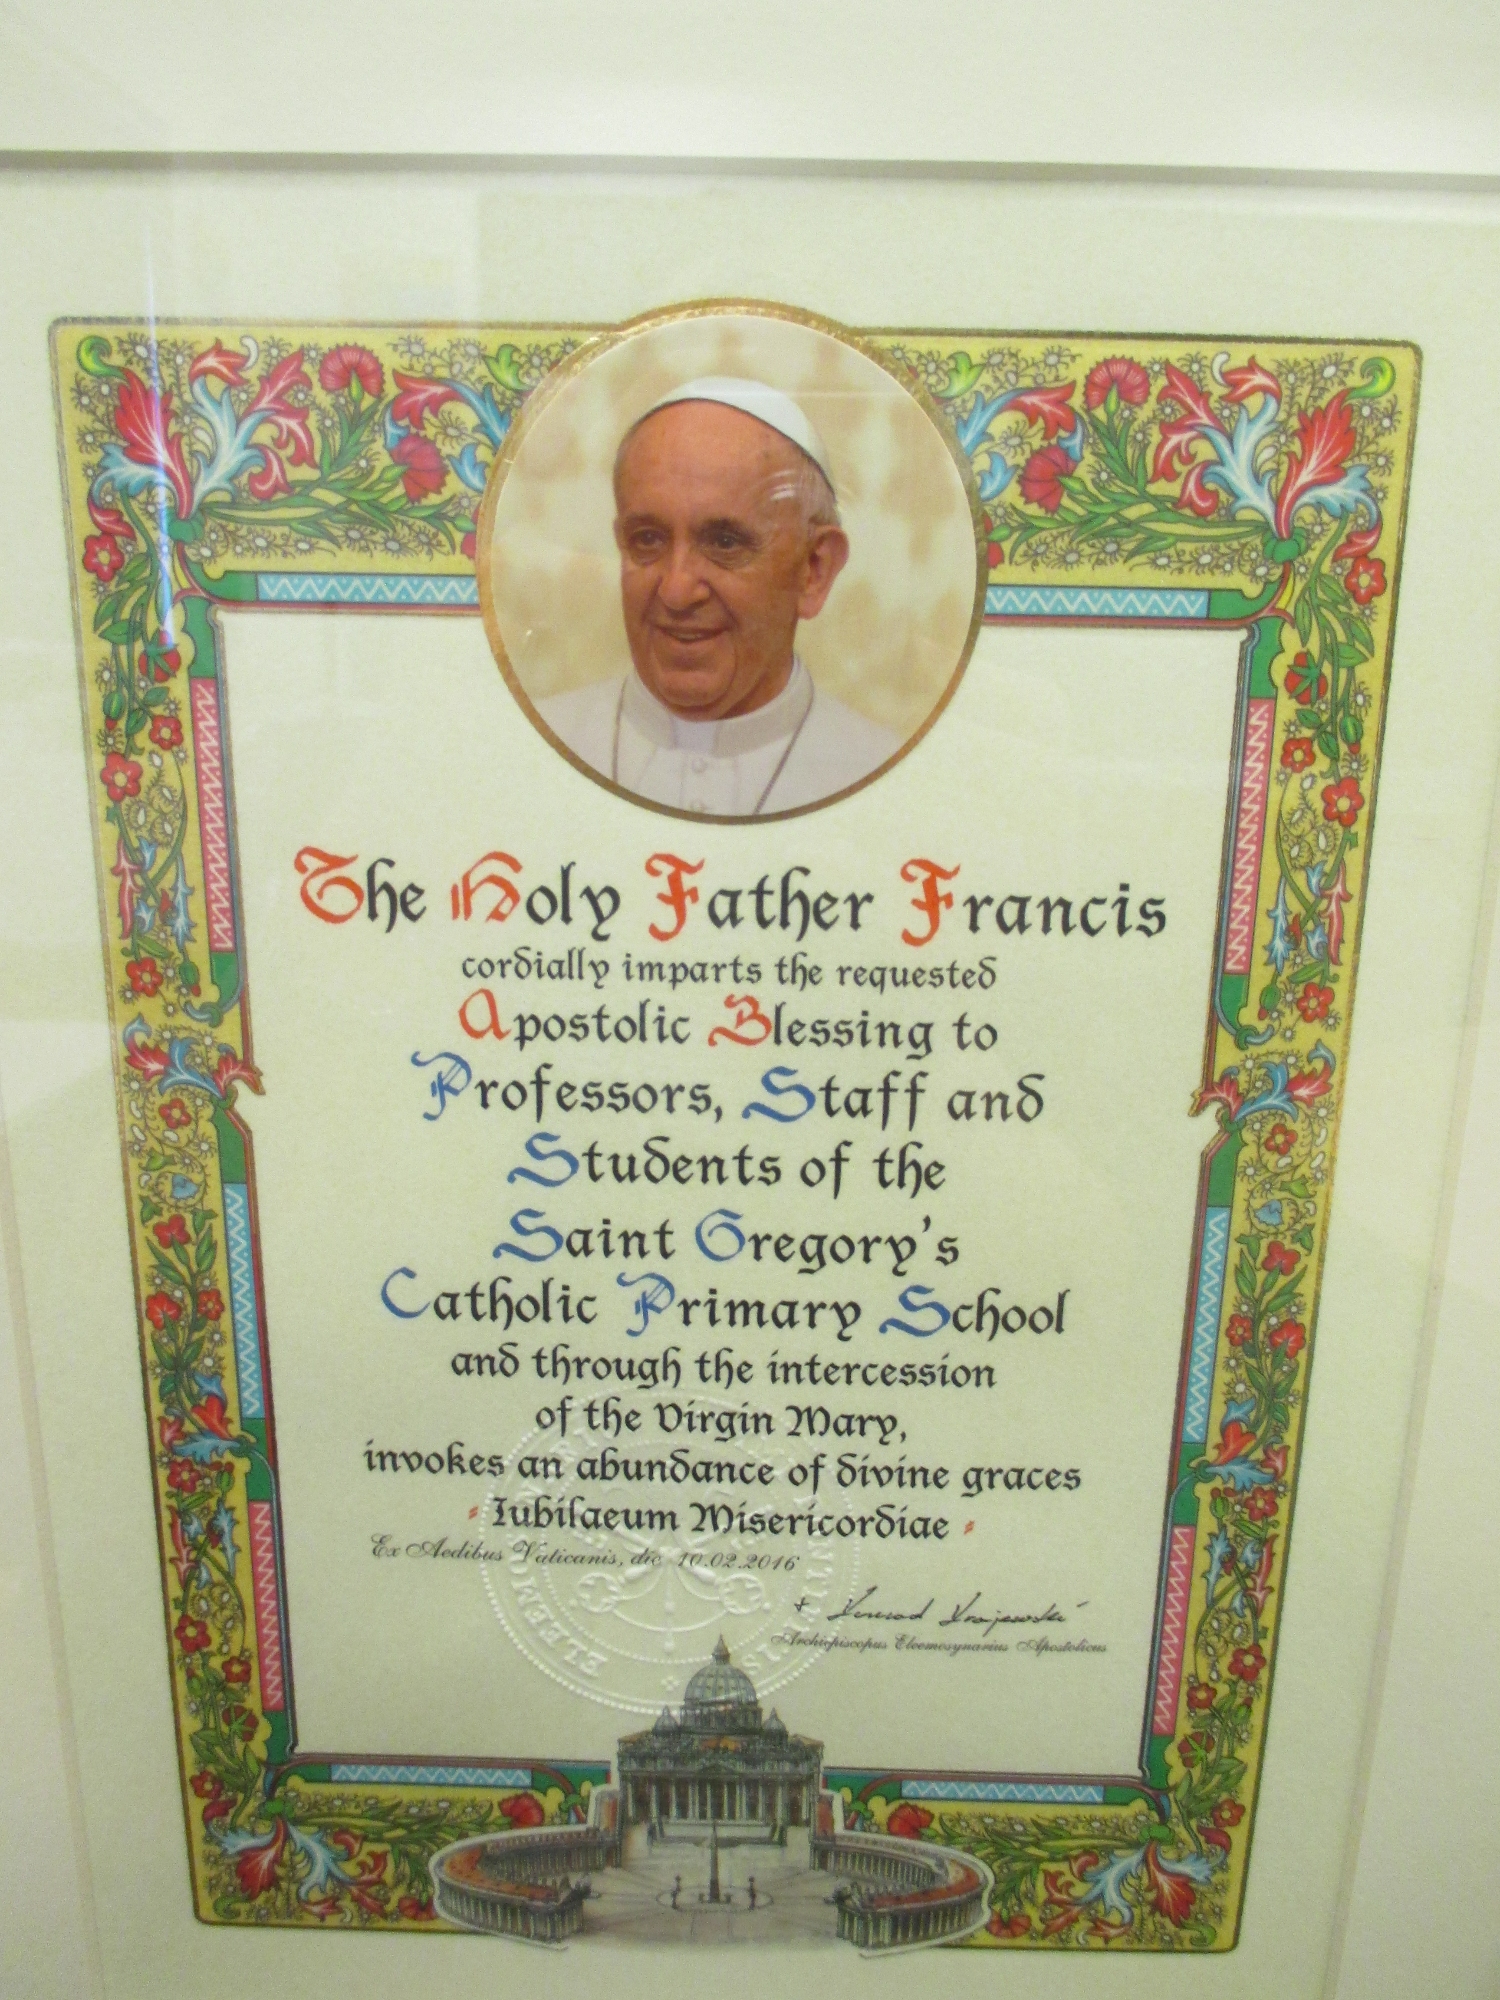 The Holy Father Francis
cordially imparts the requested
Apostolic Blessing to
Professors, Staff and
Students of the
Saint Gregory's
Catholic Primary School
and through the intercession
of the Virgin Mary,
invokes an abundance of divine graces
• Iubilaeum Misericordiae •
Ex Aedibus Vaticanis, die 10.02.2016
+ Konrad Krajewski
Archiepiscopus Eleemosynarius Apostolicus